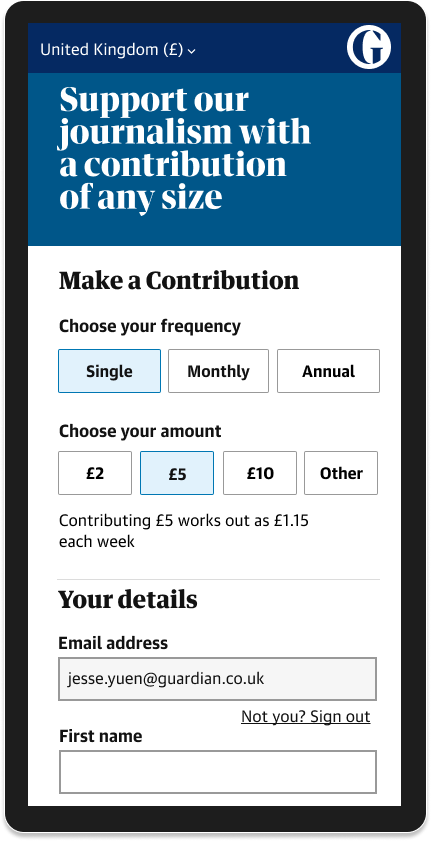 United Kingdom (£)
G
Support our
journalism with
a contribution
of any size
Make a Contribution
Choose your frequency
Single Monthly Annual
Choose your amount
£2 £5 £10 Other
Contributing £5 works out as £1.15
each week
Your details
Email address
jesse.yuen@guardian.co.uk
Not you? Sign out
First name